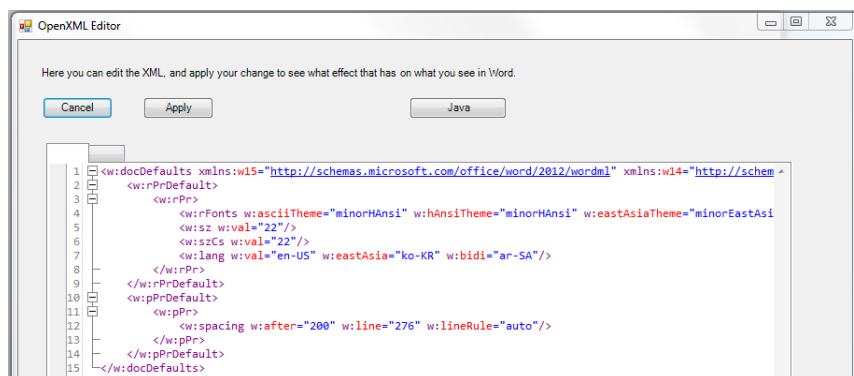 OpenXML Editor
Here you can edit the XML, and apply your change to see what effect that has on what you see in Word.
Cancel Apply Java
1 <w:docDefaults xmlns:w15="http://schemas.microsoft.com/office/word/2012/wordml" xmlns:w14="http://schem
2 <w:rPrDefault>
3 <w:rPr>
4 <w:rFonts w:asciiTheme="minorHAnsi" w:hAnsiTheme="minorHAnsi" w:eastAsiaTheme="minorEastAsi
5 <w:sz w:val="22"/>
6 <w:szCs w:val="22"/>
7 <w:lang w:val="en-US" w:eastAsia="ko-KR" w:bidi="ar-SA"/>
8 </w:rPr>
9 </w:rPrDefault>
10 <w:pPrDefault>
11 <w:pPr>
12 <w:spacing w:after="200" w:line="276" w:lineRule="auto"/>
13 </w:pPr>
14 </w:pPrDefault>
15 </w:docDefaults>